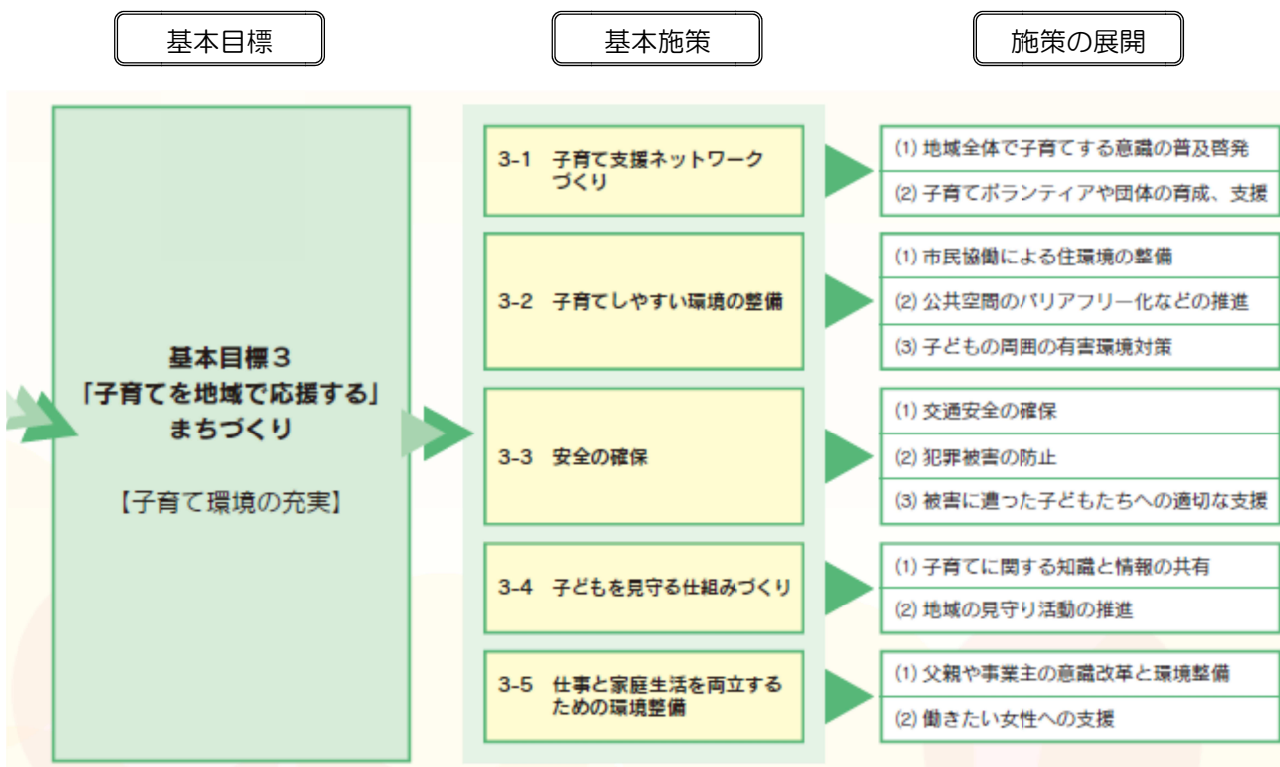 基本目標
基本施策
施策の展開
基本目標3
「子育てを地域で応援する」
まちづくり
【子育て環境の充実】
3-1 子育て支援ネットワーク
づくり
(1) 地域全体で子育てする意識の普及啓発
(2) 子育てボランティアや団体の育成、支援
3-2 子育てしやすい環境の整備
(1) 市民協働による住環境の整備
(2) 公共空間のバリアフリー化などの推進
(3) 子どもの周囲の有害環境対策
3-3 安全の確保
(1) 交通安全の確保
(2) 犯罪被害の防止
(3) 被害に遭った子どもたちへの適切な支援
3-4 子どもを見守る仕組みづくり
(1) 子育てに関する知識と情報の共有
(2) 地域の見守り活動の推進
3-5 仕事と家庭生活を両立する
ための環境整備
(1) 父親や事業主の意識改革と環境整備
(2) 働きたい女性への支援